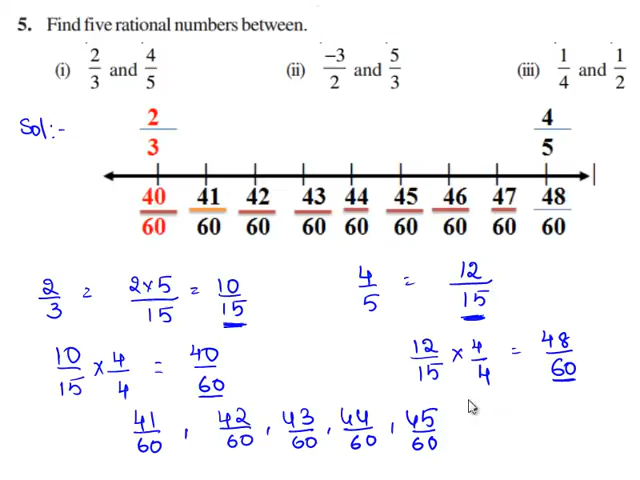 5. Find five rational numbers between.
(i) 2/3 and 4/5 (ii) -3/2 and 5/3 (iii) 1/4 and 1/2
Sol:-
2/3 4/5
40/60 41/60 42/60 43/60 44/60 45/60 46/60 47/60 48/60
2/3 = 2×5/15 = 10/15 4/5 = 12/15
10/15 × 4/4 = 40/60 12/15 × 4/4 = 48/60
41/60, 42/60, 43/60, 44/60, 45/60